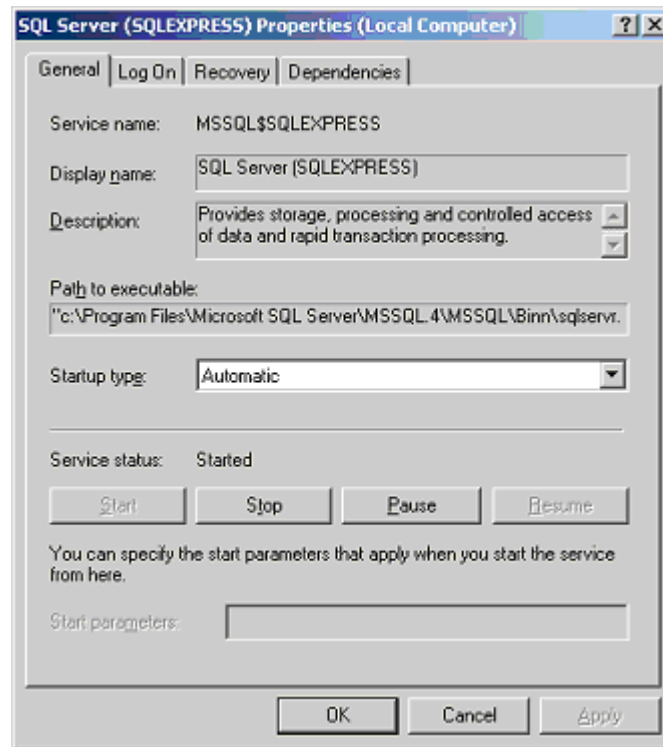 SQL Server (SQLEXPRESS) Properties (Local Computer)
General Log On Recovery Dependencies
Service name: MSSQL$SQLEXPRESS
Display name: SQL Server (SQLEXPRESS)
Description: Provides storage, processing and controlled access
of data and rapid transaction processing.
Path to executable:
"c:\Program Files\Microsoft SQL Server\MSSQL.4\MSSQL\Binn\sqlservr.
Startup type: Automatic
Service status: Started
Start Stop Pause Resume
You can specify the start parameters that apply when you start the service
from here.
Start parameters:
OK Cancel Apply